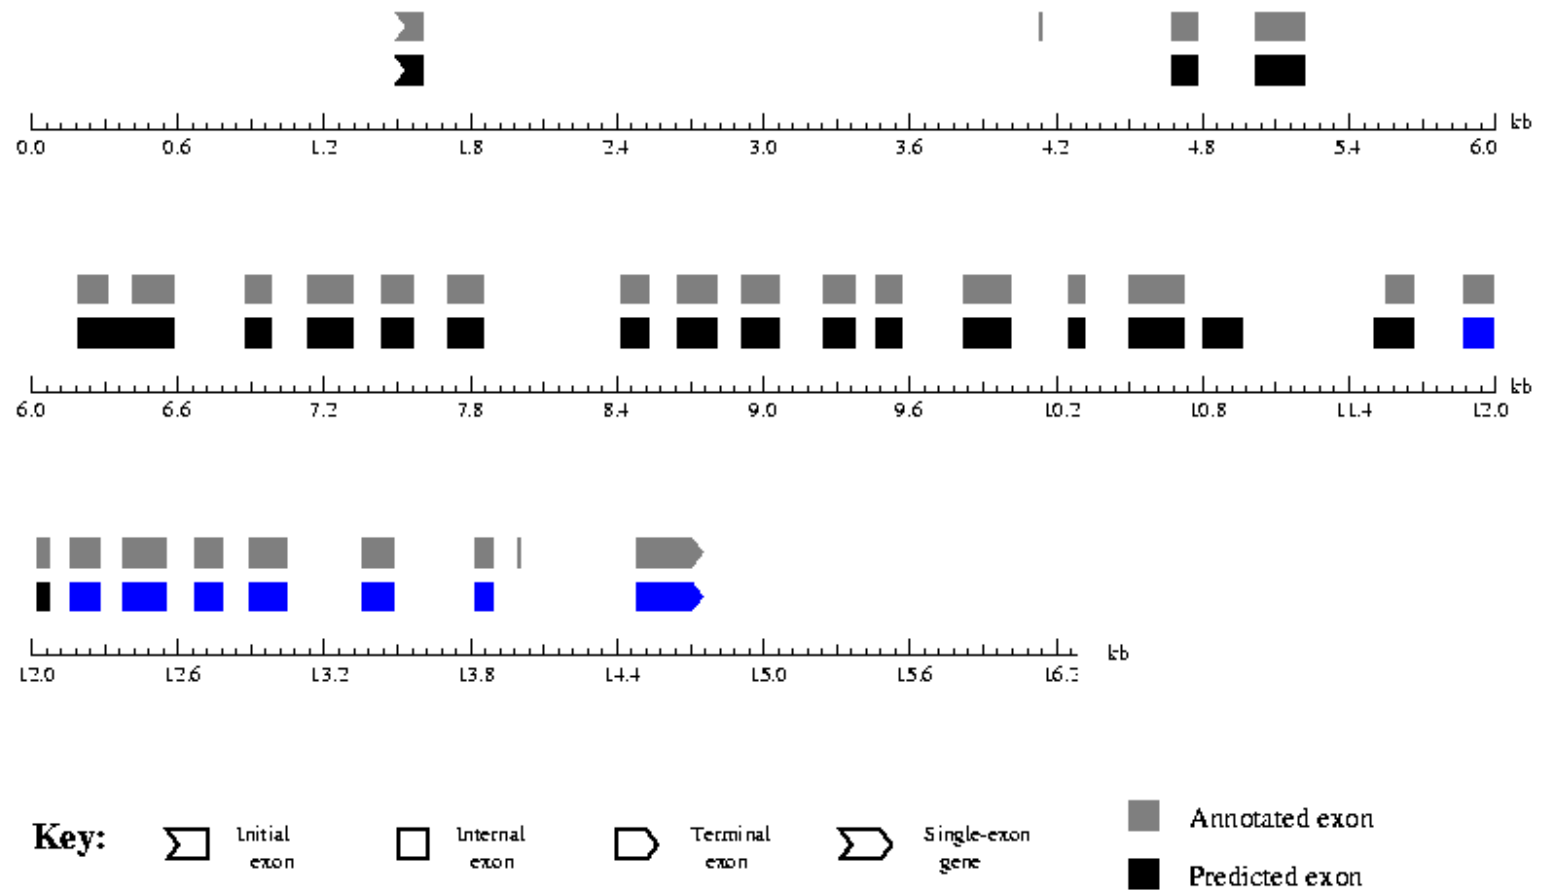 kb
0.0 0.6 1.2 1.8 2.4 3.0 3.6 4.2 4.8 5.4 6.0
kb
6.0 6.6 7.2 7.8 8.4 9.0 9.6 10.2 10.8 11.4 12.0
kb
12.0 12.6 13.2 13.8 14.4 15.0 15.6 16.2
Key:
Initial
exon
Internal
exon
Terminal
exon
Single-exon
gene
Annotated exon
Predicted exon